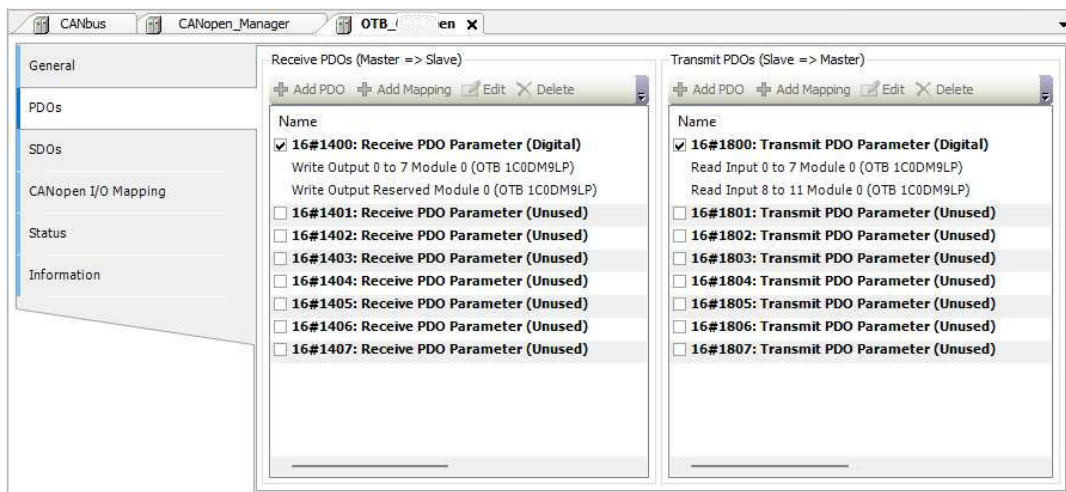 CANbus
CANopen_Manager
OTB_ en
General
PDOs
SDOs
CANopen I/O Mapping
Status
Information
Receive PDOs (Master => Slave)
Add PDO Add Mapping Edit Delete
Name
16#1400: Receive PDO Parameter (Digital)
Write Output 0 to 7 Module 0 (OTB 1C0DM9LP)
Write Output Reserved Module 0 (OTB 1C0DM9LP)
16#1401: Receive PDO Parameter (Unused)
16#1402: Receive PDO Parameter (Unused)
16#1403: Receive PDO Parameter (Unused)
16#1404: Receive PDO Parameter (Unused)
16#1405: Receive PDO Parameter (Unused)
16#1406: Receive PDO Parameter (Unused)
16#1407: Receive PDO Parameter (Unused)
Transmit PDOs (Slave => Master)
Add PDO Add Mapping Edit Delete
Name
16#1800: Transmit PDO Parameter (Digital)
Read Input 0 to 7 Module 0 (OTB 1C0DM9LP)
Read Input 8 to 11 Module 0 (OTB 1C0DM9LP)
16#1801: Transmit PDO Parameter (Unused)
16#1802: Transmit PDO Parameter (Unused)
16#1803: Transmit PDO Parameter (Unused)
16#1804: Transmit PDO Parameter (Unused)
16#1805: Transmit PDO Parameter (Unused)
16#1806: Transmit PDO Parameter (Unused)
16#1807: Transmit PDO Parameter (Unused)